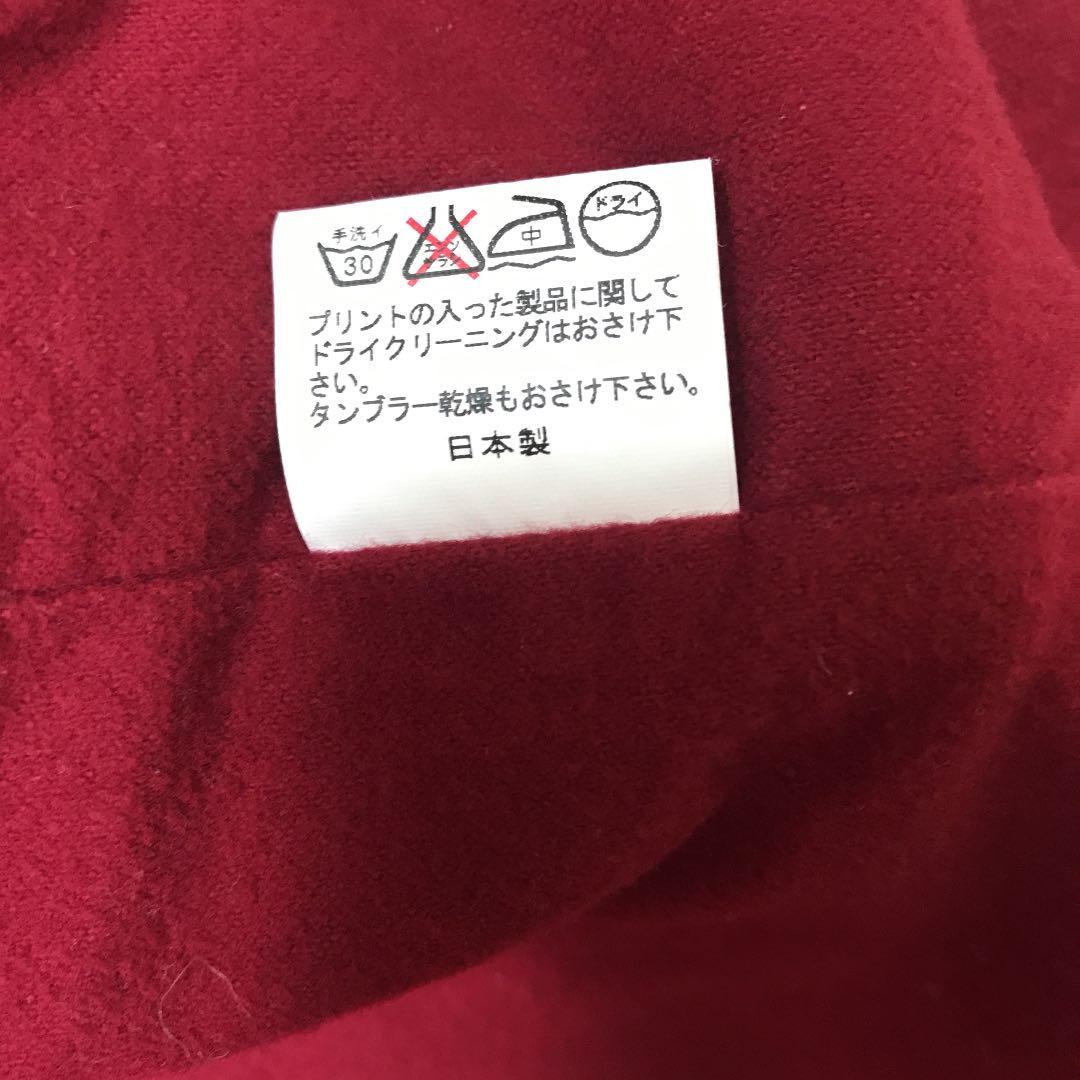 手洗イ
30
エンソ
サラシ
中
ドライ
プリントの入った製品に関して
ドライクリーニングはおさけ下
さい。
タンブラー乾燥もおさけ下さい。
日本製